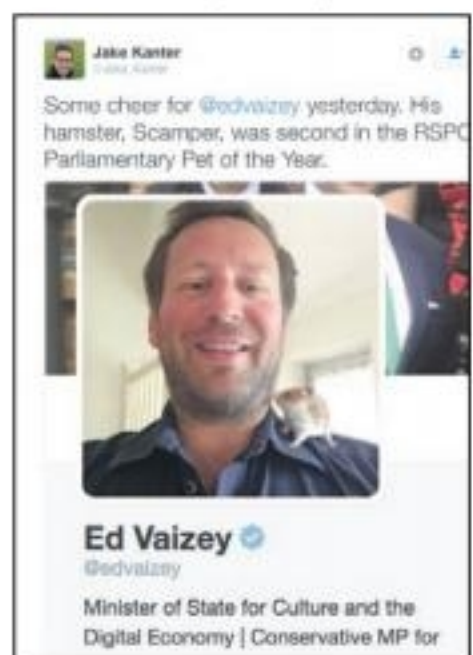 Jake Kanter
Some cheer for @edvaizey yesterday. His
hamster, Scamper, was second in the RSPC
Parliamentary Pet of the Year.
Ed Vaizey
@edvaizey
Minister of State for Culture and the
Digital Economy | Conservative MP for